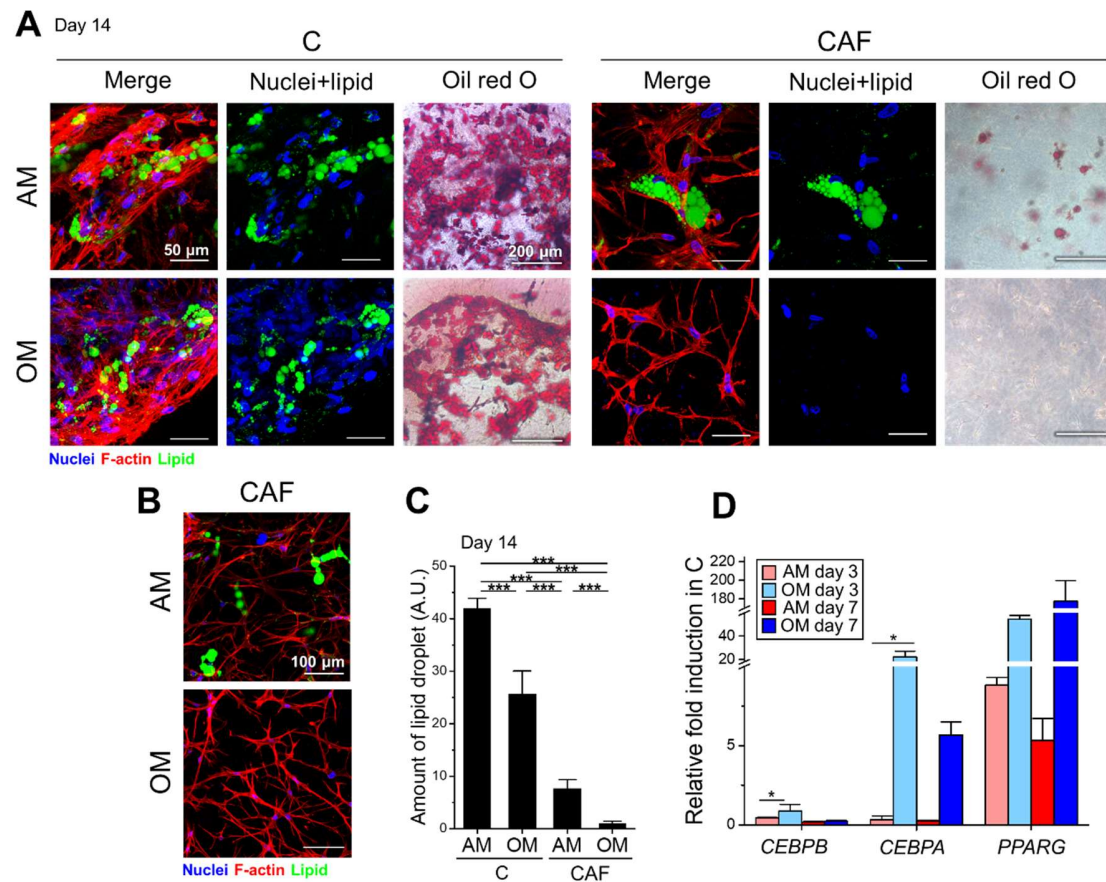 A Day 14
C CAF
Merge Nuclei+lipid Oil red O Merge Nuclei+lipid Oil red O
AM
50 µm 200 µm
OM
Nuclei F-actin Lipid
B
CAF
AM
100 µm
OM
Nuclei F-actin Lipid
C
Day 14
***
***
***
*** *** ***
Amount of lipid droplet (A.U.)
50
40
30
20
10
0
AM OM AM OM
C CAF
D
Relative fold induction in C
220
200
180
160
40
20
5
0
AM day 3
OM day 3
AM day 7
OM day 7
*
*
CEBPB CEBPA PPARG